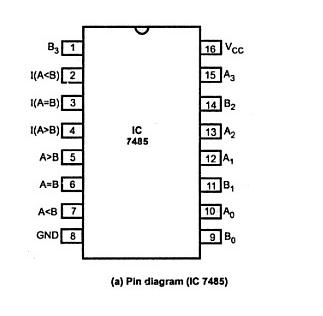 B3 1 16 VCC
I(A<B) 2 15 A3
I(A=B) 3 14 B2
I(A>B) 4 IC 7485 13 A2
A>B 5 12 A1
A=B 6 11 B1
A<B 7 10 A0
GND 8 9 B0
(a) Pin diagram (IC 7485)